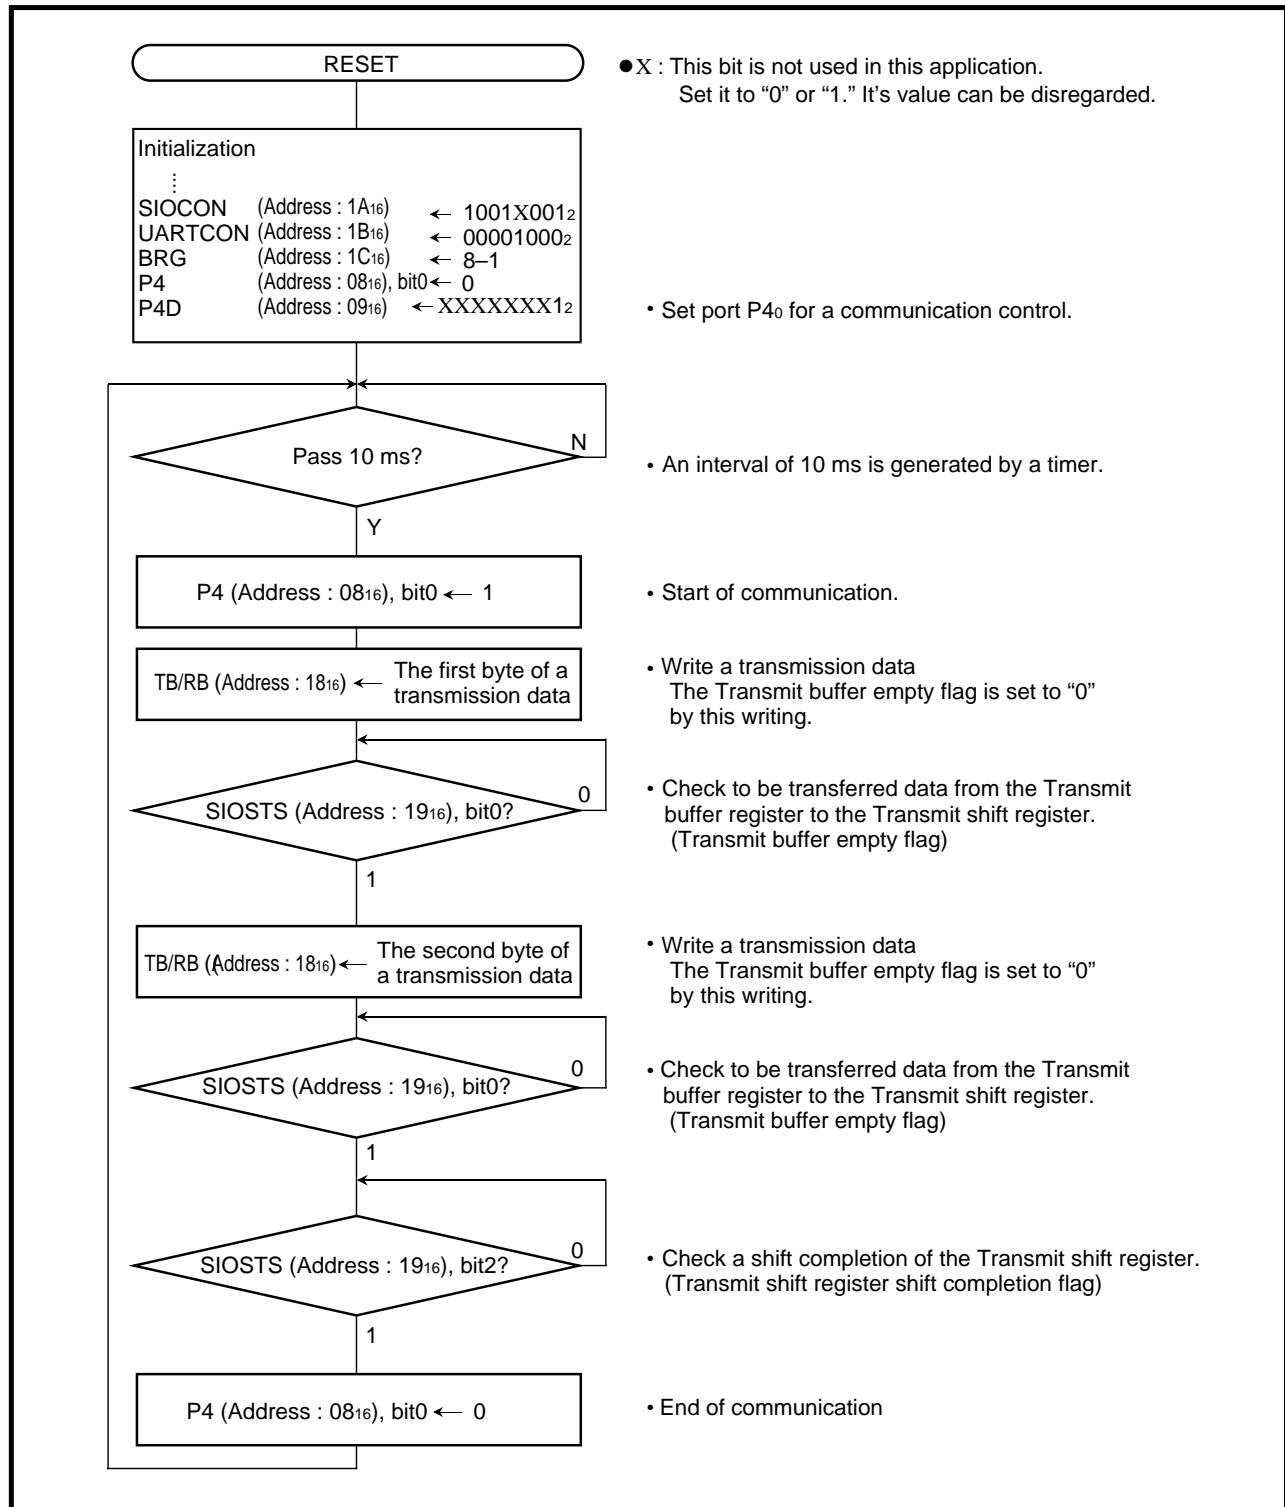 RESET
●X : This bit is not used in this application.
Set it to “0” or “1.” It’s value can be disregarded.
Initialization
⋮
SIOCON (Address : 1A16) ← 1001X0012
UARTCON (Address : 1B16) ← 000010002
BRG (Address : 1C16) ← 8–1
P4 (Address : 0816), bit0 ← 0
P4D (Address : 0916) ← XXXXXXX12
• Set port P40 for a communication control.
Pass 10 ms?
N
• An interval of 10 ms is generated by a timer.
Y
P4 (Address : 0816), bit0 ← 1
• Start of communication.
TB/RB (Address : 1816) ← The first byte of a
transmission data
• Write a transmission data
The Transmit buffer empty flag is set to “0”
by this writing.
SIOSTS (Address : 1916), bit0?
0
• Check to be transferred data from the Transmit
buffer register to the Transmit shift register.
(Transmit buffer empty flag)
1
TB/RB (Address : 1816) ← The second byte of
a transmission data
• Write a transmission data
The Transmit buffer empty flag is set to “0”
by this writing.
SIOSTS (Address : 1916), bit0?
0
• Check to be transferred data from the Transmit
buffer register to the Transmit shift register.
(Transmit buffer empty flag)
1
SIOSTS (Address : 1916), bit2?
0
• Check a shift completion of the Transmit shift register.
(Transmit shift register shift completion flag)
1
P4 (Address : 0816), bit0 ← 0
• End of communication